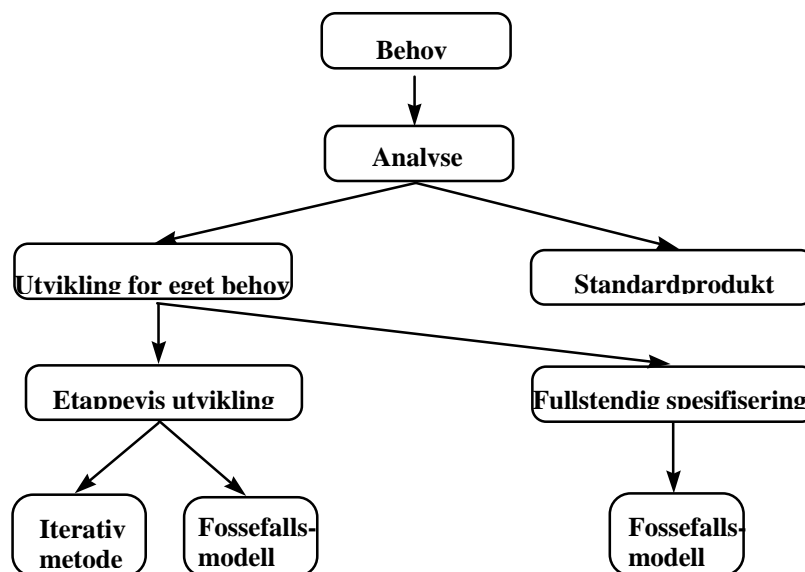 Behov
Analyse
Utvikling for eget behov
Standardprodukt
Etappevis utvikling
Fullstendig spesifisering
Iterativ
metode
Fossefalls-
modell
Fossefalls-
modell